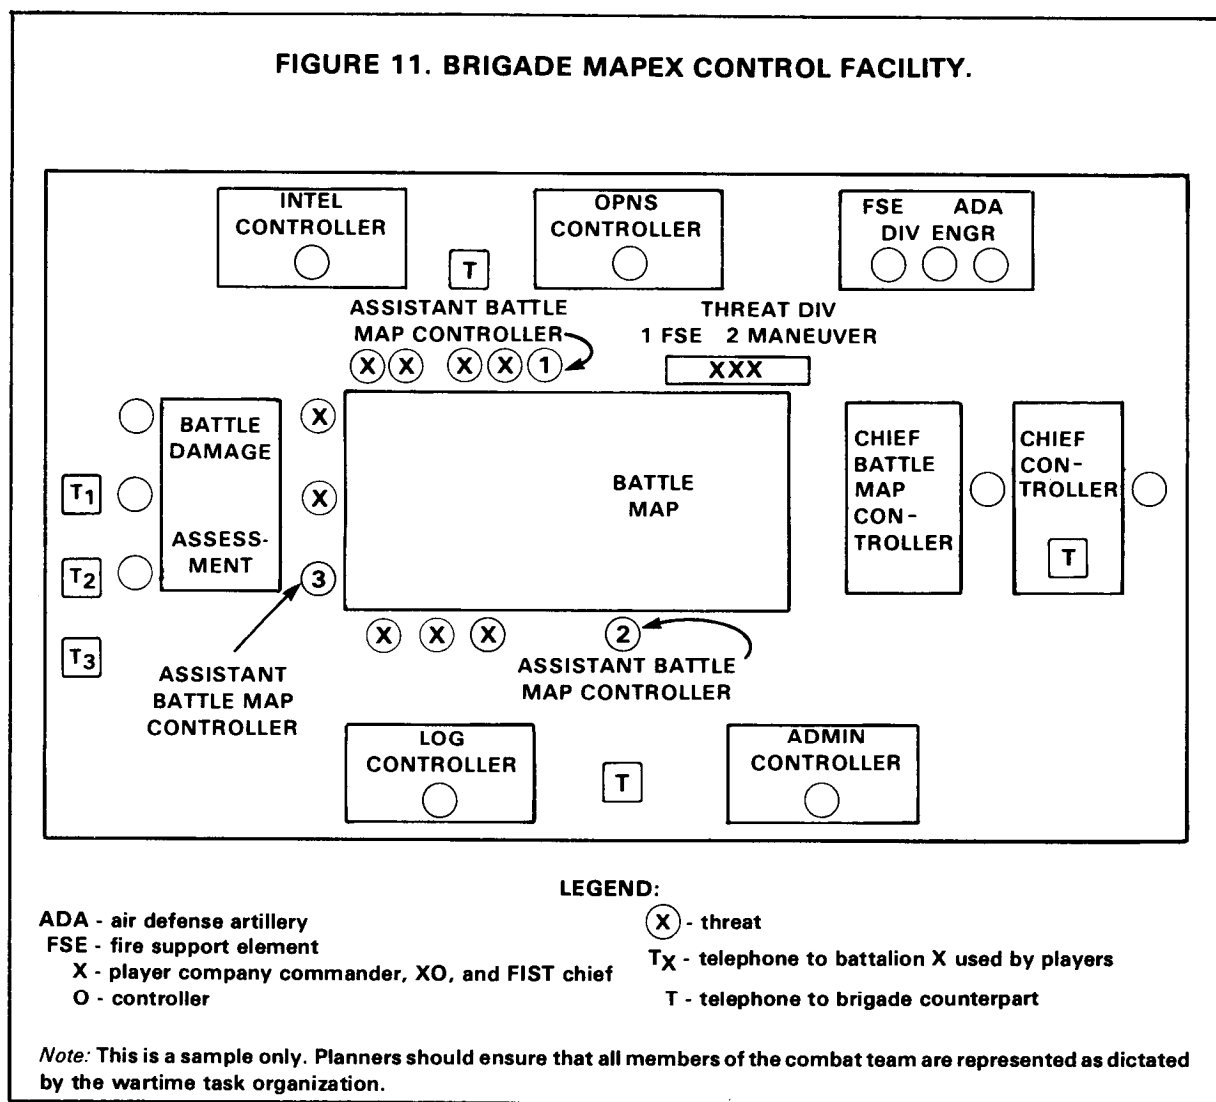 FIGURE 11. BRIGADE MAPEX CONTROL FACILITY.
INTEL
CONTROLLER
T
OPNS
CONTROLLER
FSE ADA
DIV ENGR
ASSISTANT BATTLE
MAP CONTROLLER
THREAT DIV
1 FSE 2 MANEUVER
X X X X 1
XXX
BATTLE
DAMAGE
ASSESS-
MENT
X
X
3
T1
T2
T3
BATTLE
MAP
CHIEF
BATTLE
MAP
CON-
TROLLER
CHIEF
CON-
TROLLER
T
X X X 2
ASSISTANT
BATTLE MAP
CONTROLLER
ASSISTANT BATTLE
MAP CONTROLLER
LOG
CONTROLLER
T
ADMIN
CONTROLLER
LEGEND:
ADA - air defense artillery
FSE - fire support element
X - player company commander, XO, and FIST chief
O - controller
X - threat
TX - telephone to battalion X used by players
T - telephone to brigade counterpart
Note: This is a sample only. Planners should ensure that all members of the combat team are represented as dictated
by the wartime task organization.